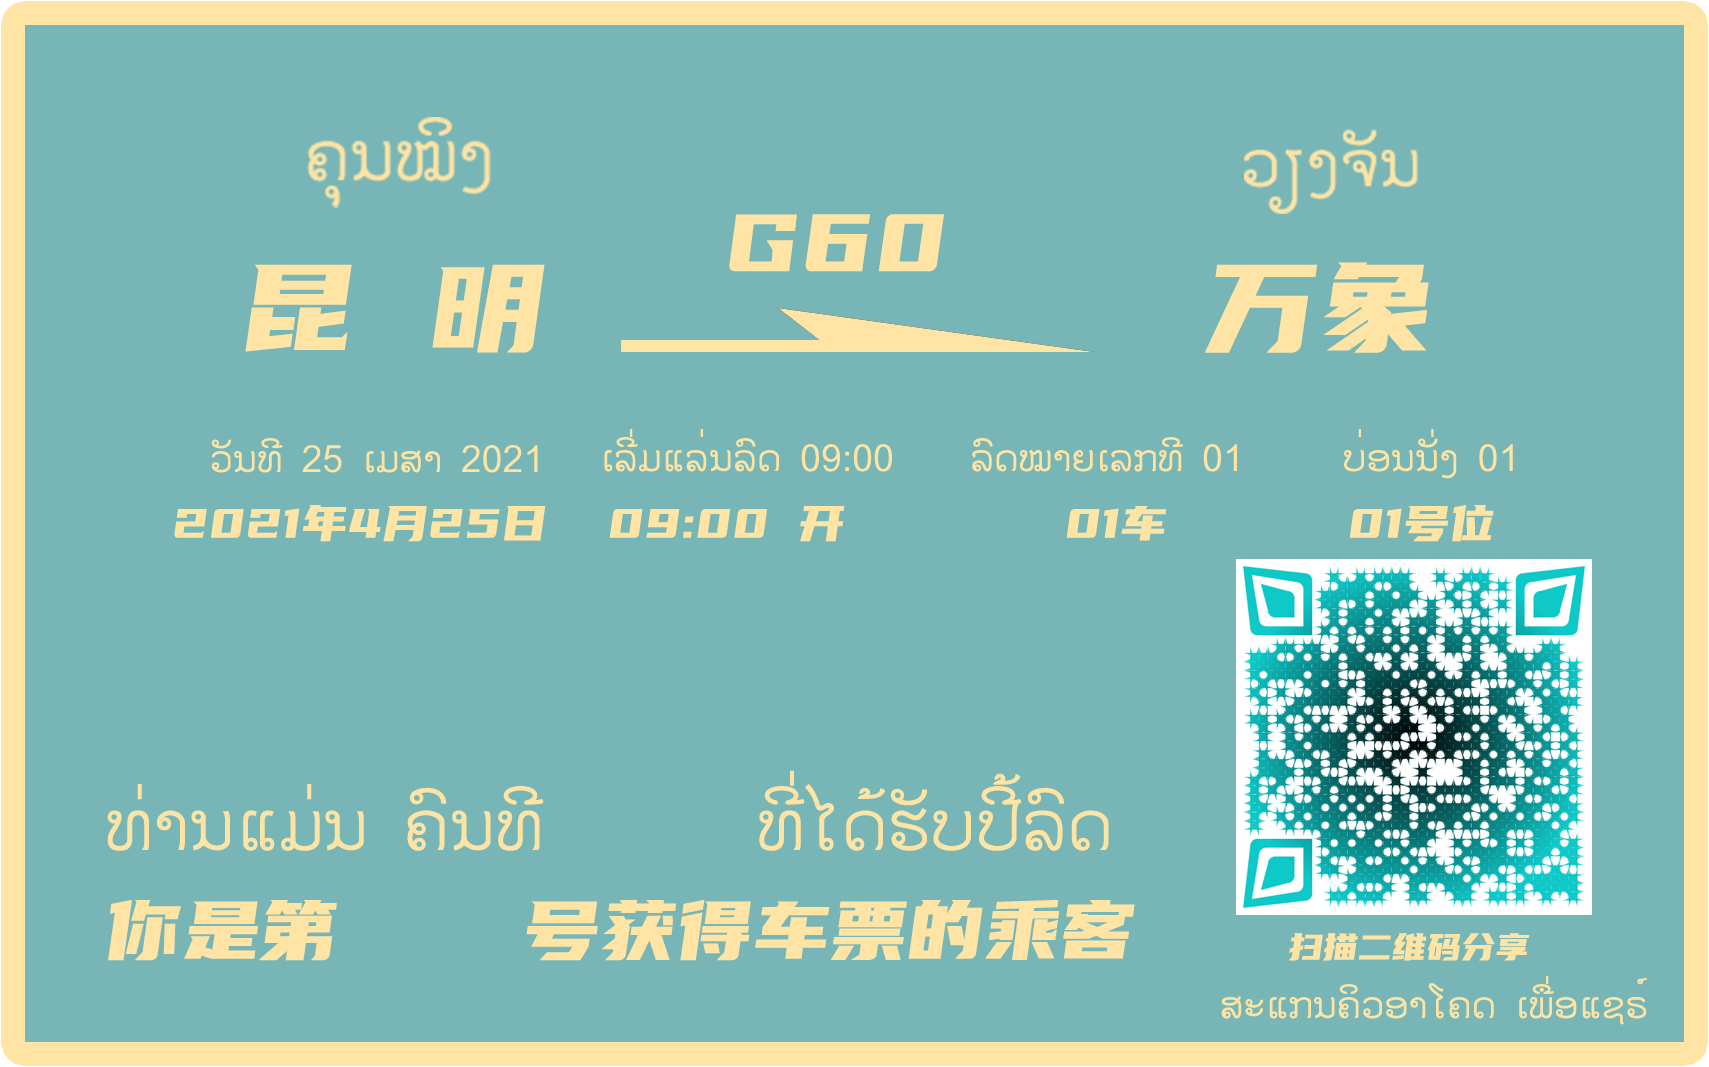 ຄຸນໝິງ
ວຽງຈັນ
G60
昆 明
万象
ວັນທີ 25 ເມສາ 2021
ເລີ່ມແລ່ນລົດ 09:00
ລົດໝາຍເລກທີ 01
ບ່ອນນັ່ງ 01
2021年4月25日
09:00 开
01车
01号位
ທ່ານແມ່ນ ຄົນທີ ທີ່ໄດ້ຮັບປີ້ລົດ
你是第 号获得车票的乘客
扫描二维码分享
ສະແກນຄິວອາໂຄດ ເພື່ອແຊຣ໌